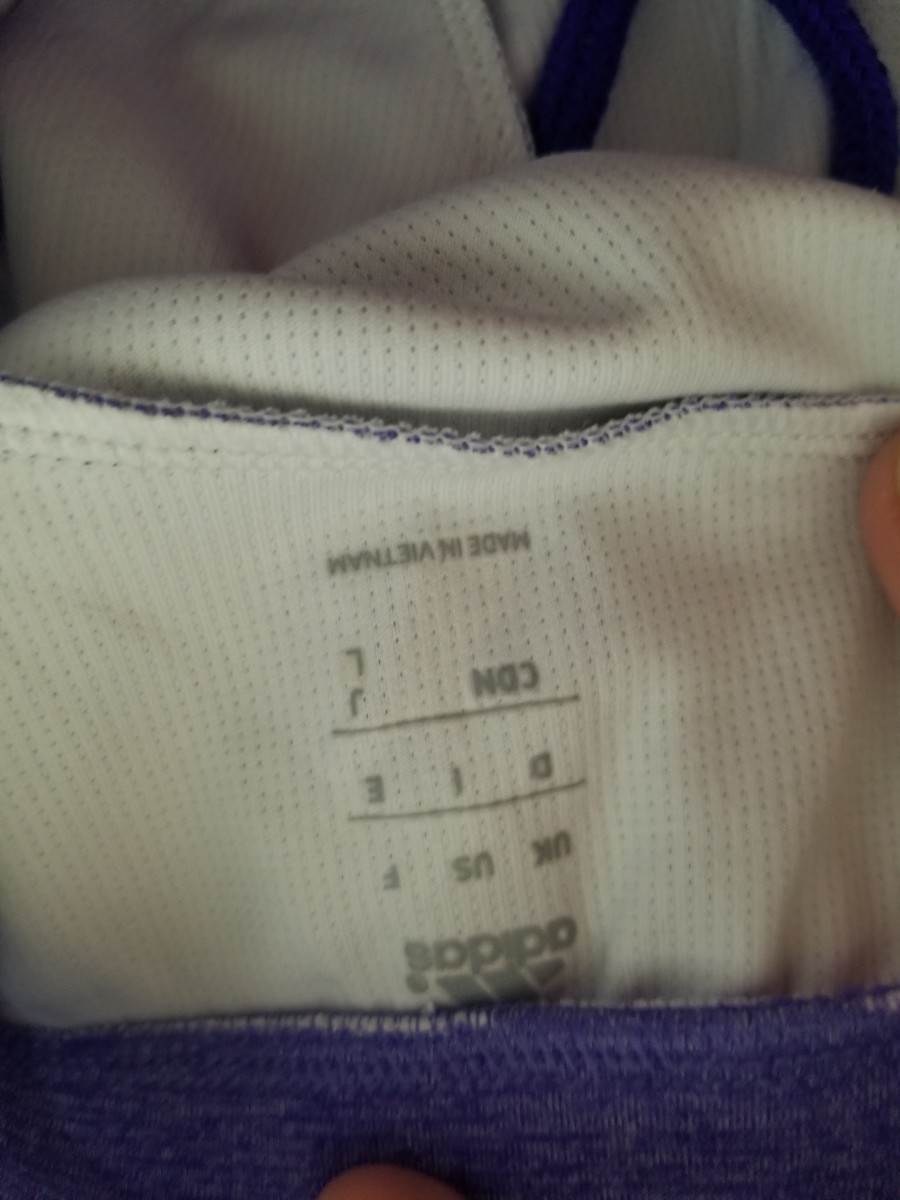 adidas
UK US F
D I E
CDN J
L
MADE IN VIETNAM